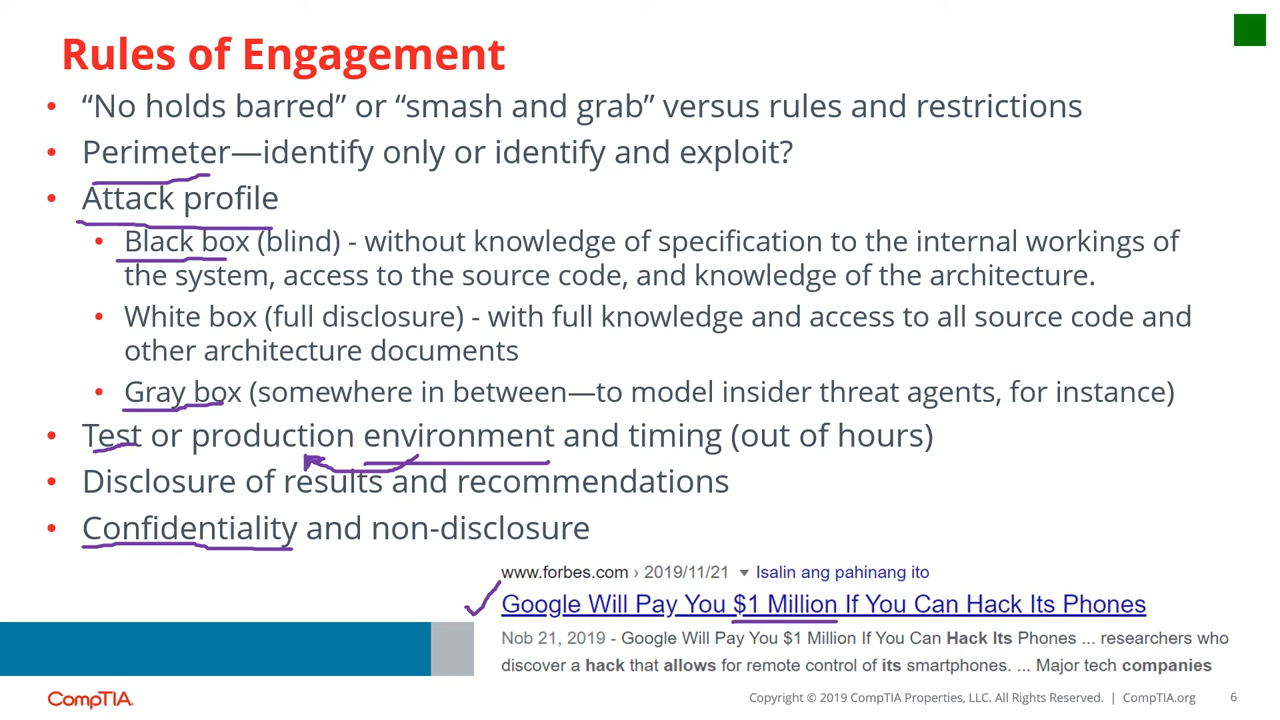 Rules of Engagement
• “No holds barred” or “smash and grab” versus rules and restrictions
• Perimeter—identify only or identify and exploit?
• Attack profile
• Black box (blind) - without knowledge of specification to the internal workings of
the system, access to the source code, and knowledge of the architecture.
• White box (full disclosure) - with full knowledge and access to all source code and
other architecture documents
• Gray box (somewhere in between—to model insider threat agents, for instance)
• Test or production environment and timing (out of hours)
• Disclosure of results and recommendations
• Confidentiality and non-disclosure
www.forbes.com › 2019/11/21 ▼ Isalin ang pahinang ito
Google Will Pay You $1 Million If You Can Hack Its Phones
Nov 21, 2019 - Google Will Pay You $1 Million If You Can Hack Its Phones ... researchers who
discover a hack that allows for remote control of its smartphones. ... Major tech companies
CompTIA. Copyright © 2019 CompTIA Properties, LLC. All Rights Reserved. | CompTIA.org 6